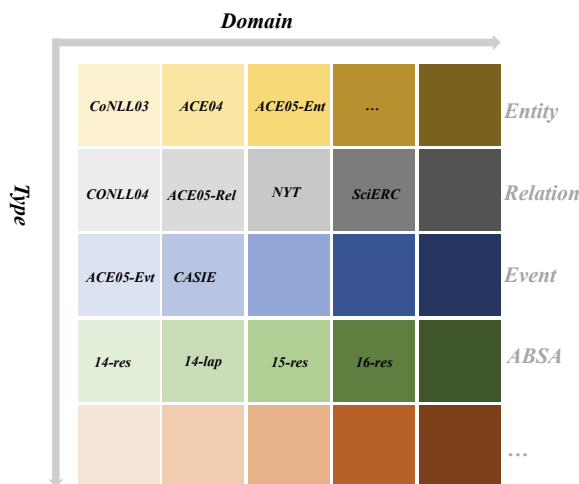 Domain
Type
CoNLL03 ACE04 ACE05-Ent ... Entity
CONLL04 ACE05-Rel NYT SciERC Relation
ACE05-Evt CASIE Event
14-res 14-lap 15-res 16-res ABSA
...